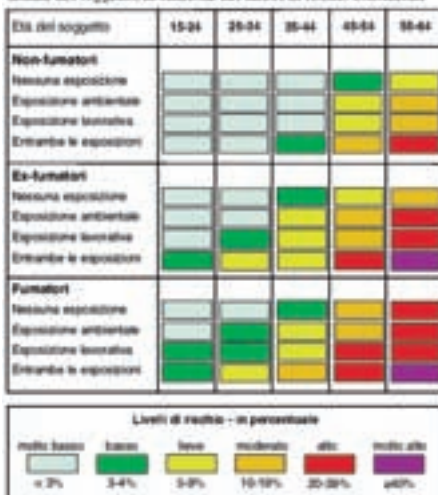 Età del soggetto 15-24 25-34 35-44 45-54 55-64
Non-fumatori
Nessuna esposizione
Esposizione ambientale
Esposizione lavorativa
Entrambe le esposizioni
Ex-fumatori
Nessuna esposizione
Esposizione ambientale
Esposizione lavorativa
Entrambe le esposizioni
Fumatori
Nessuna esposizione
Esposizione ambientale
Esposizione lavorativa
Entrambe le esposizioni
Livelli di rischio - in percentuale
molto basso basso lieve moderato alto molto alto
< 3% 3-4% 5-9% 10-19% 20-39% ≥40%